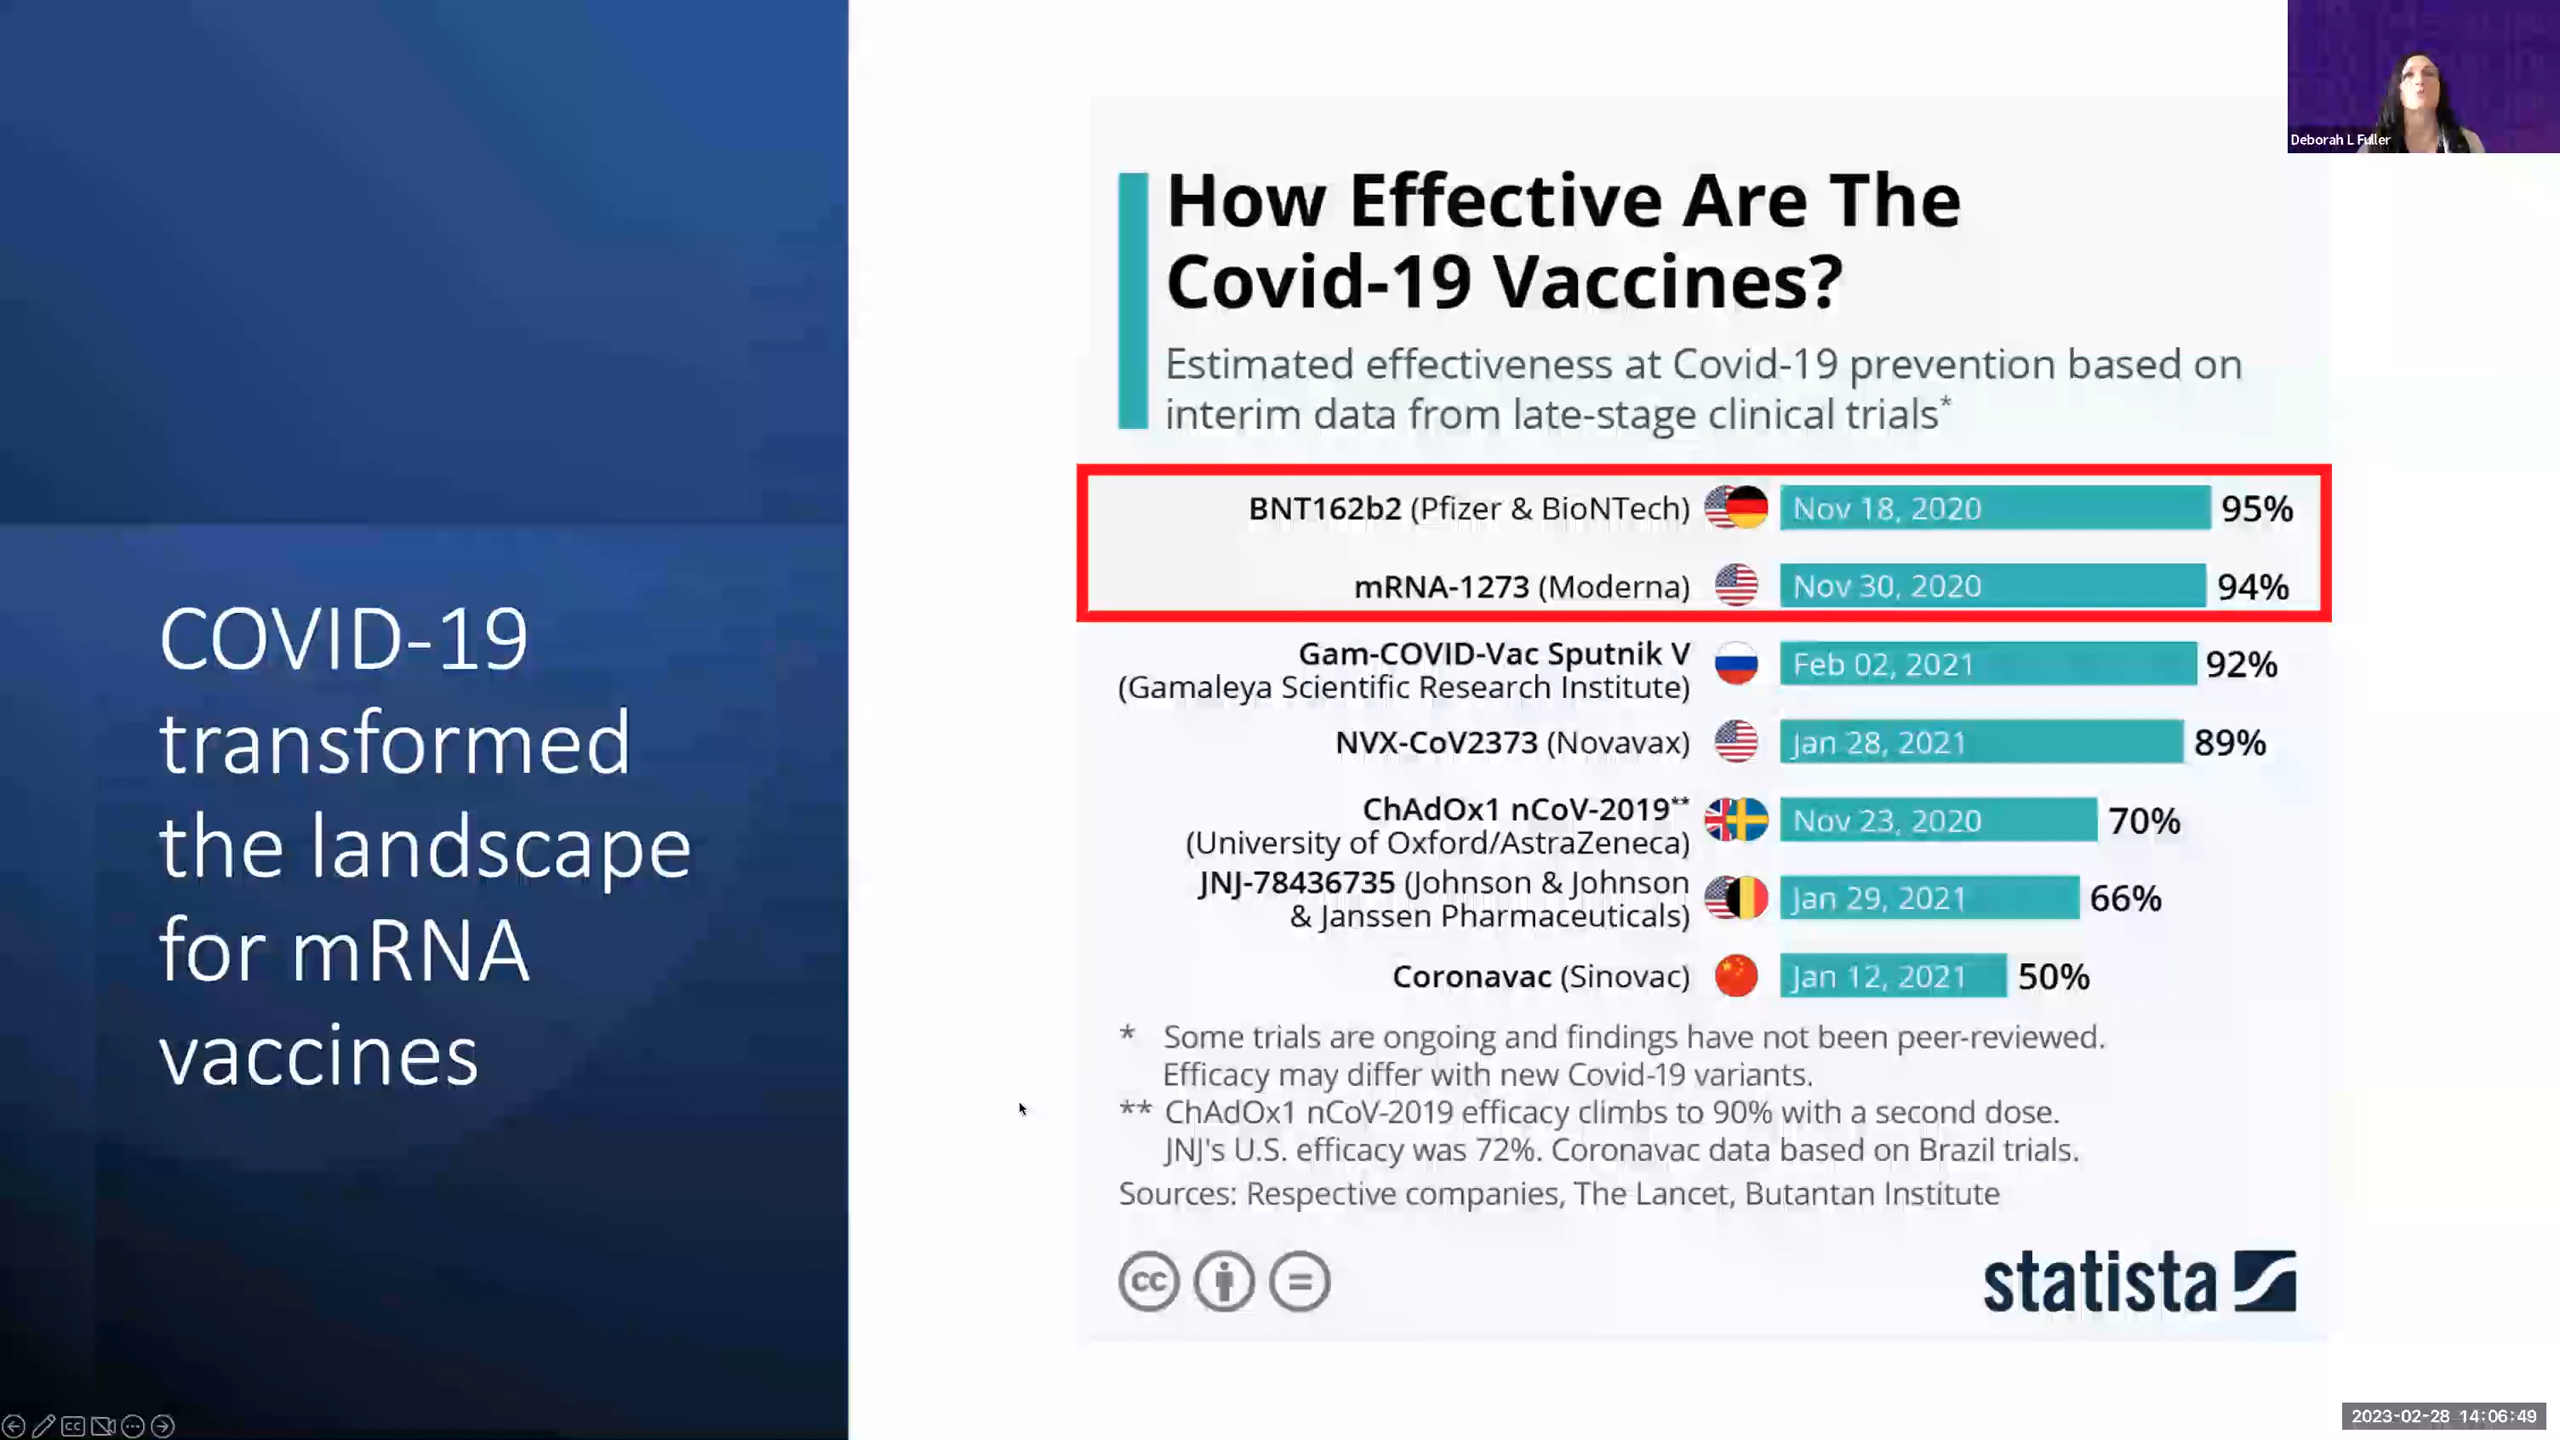 COVID-19
transformed
the landscape
for mRNA
vaccines
Deborah L Fuller
How Effective Are The
Covid-19 Vaccines?
Estimated effectiveness at Covid-19 prevention based on
interim data from late-stage clinical trials*
BNT162b2 (Pfizer & BioNTech) Nov 18, 2020 95%
mRNA-1273 (Moderna) Nov 30, 2020 94%
Gam-COVID-Vac Sputnik V
(Gamaleya Scientific Research Institute) Feb 02, 2021 92%
NVX-CoV2373 (Novavax) Jan 28, 2021 89%
ChAdOx1 nCoV-2019**
(University of Oxford/AstraZeneca) Nov 23, 2020 70%
JNJ-78436735 (Johnson & Johnson
& Janssen Pharmaceuticals) Jan 29, 2021 66%
Coronavac (Sinovac) Jan 12, 2021 50%
* Some trials are ongoing and findings have not been peer-reviewed.
Efficacy may differ with new Covid-19 variants.
** ChAdOx1 nCoV-2019 efficacy climbs to 90% with a second dose.
JNJ's U.S. efficacy was 72%. Coronavac data based on Brazil trials.
Sources: Respective companies, The Lancet, Butantan Institute
cc
statista
CC
2023-02-28 14:06:49